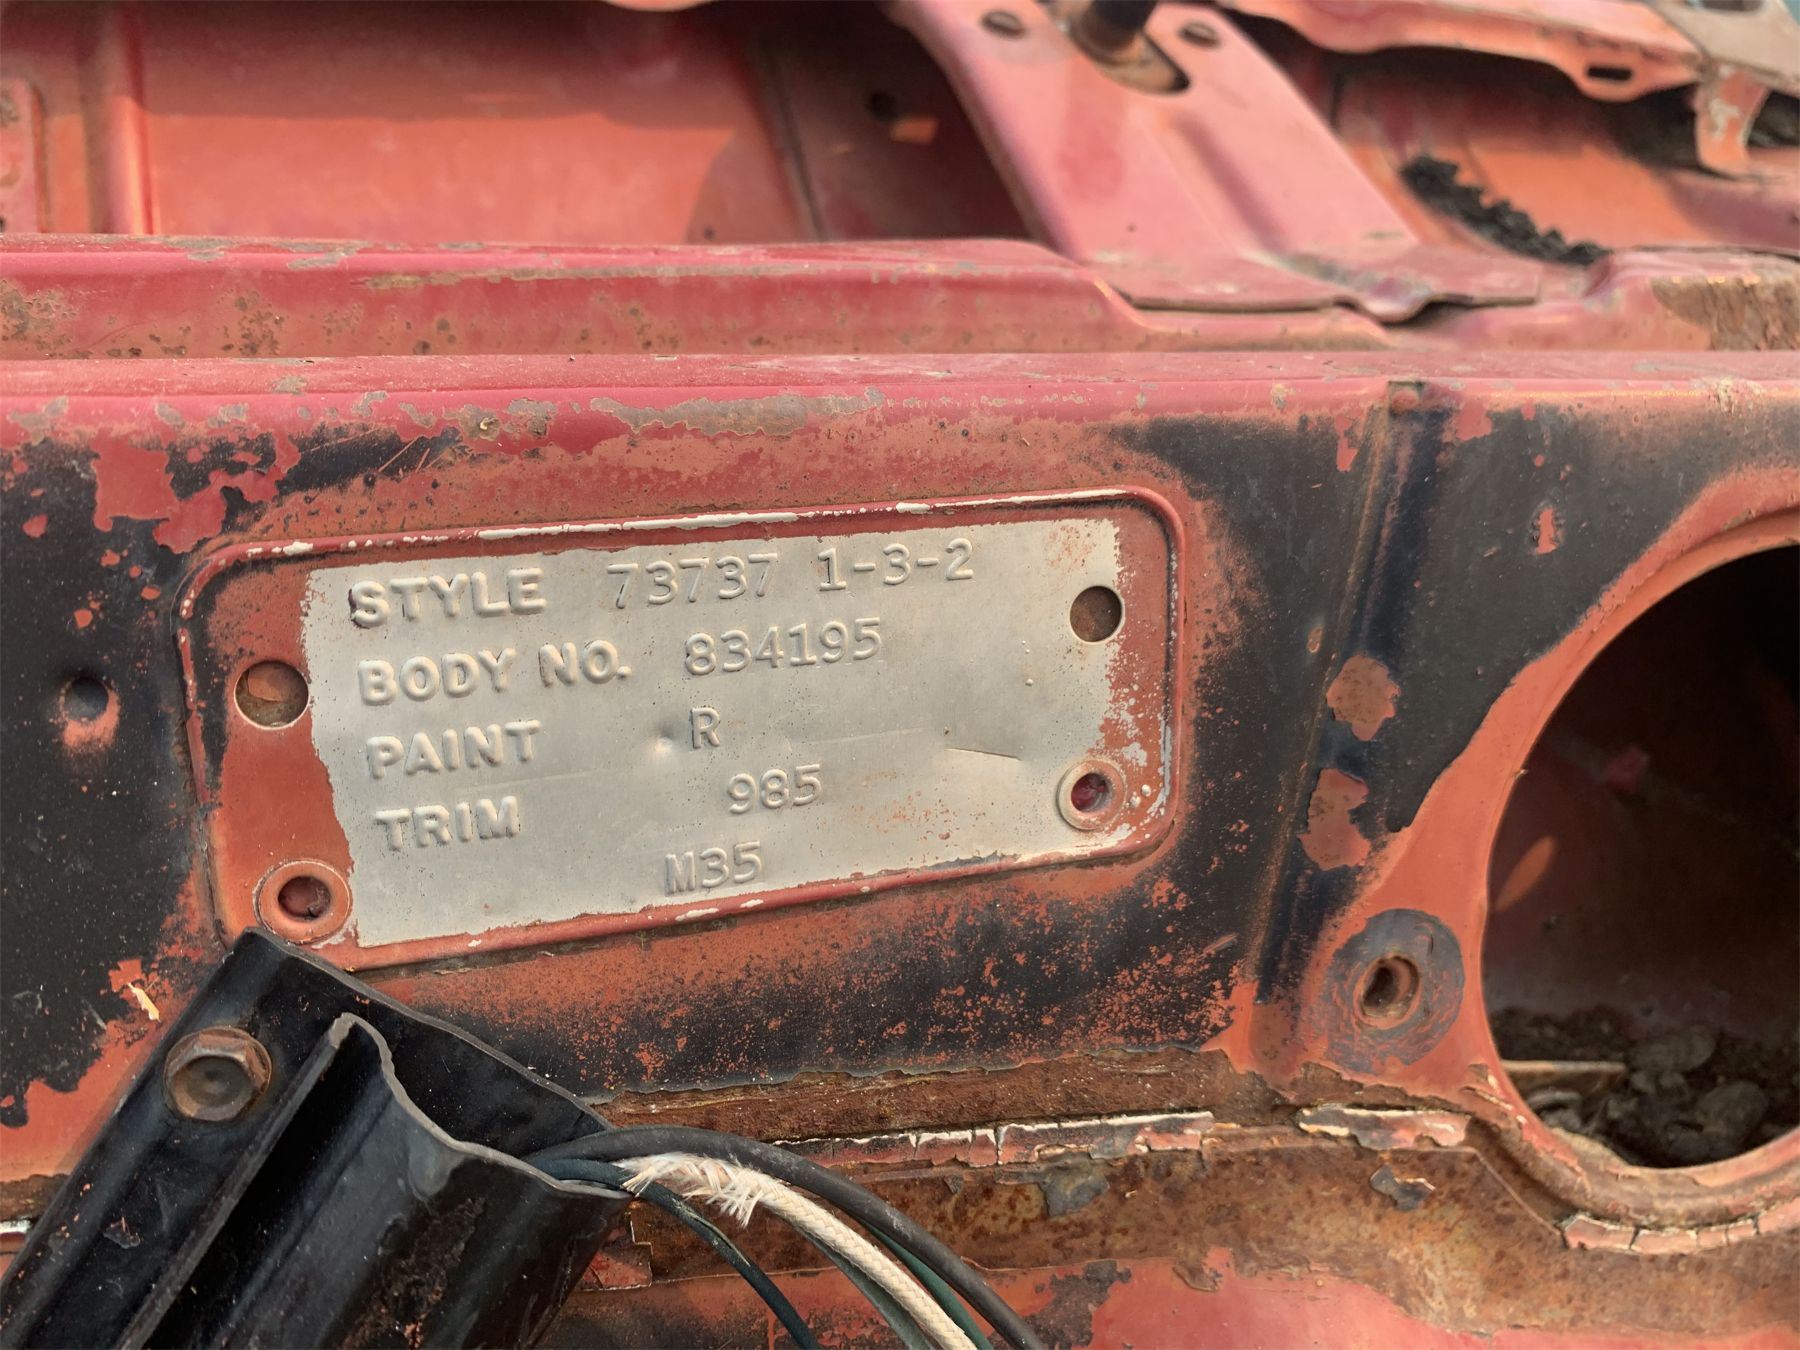 STYLE 73737 1-3-2
BODY NO. 834195
PAINT R
TRIM 985
M35